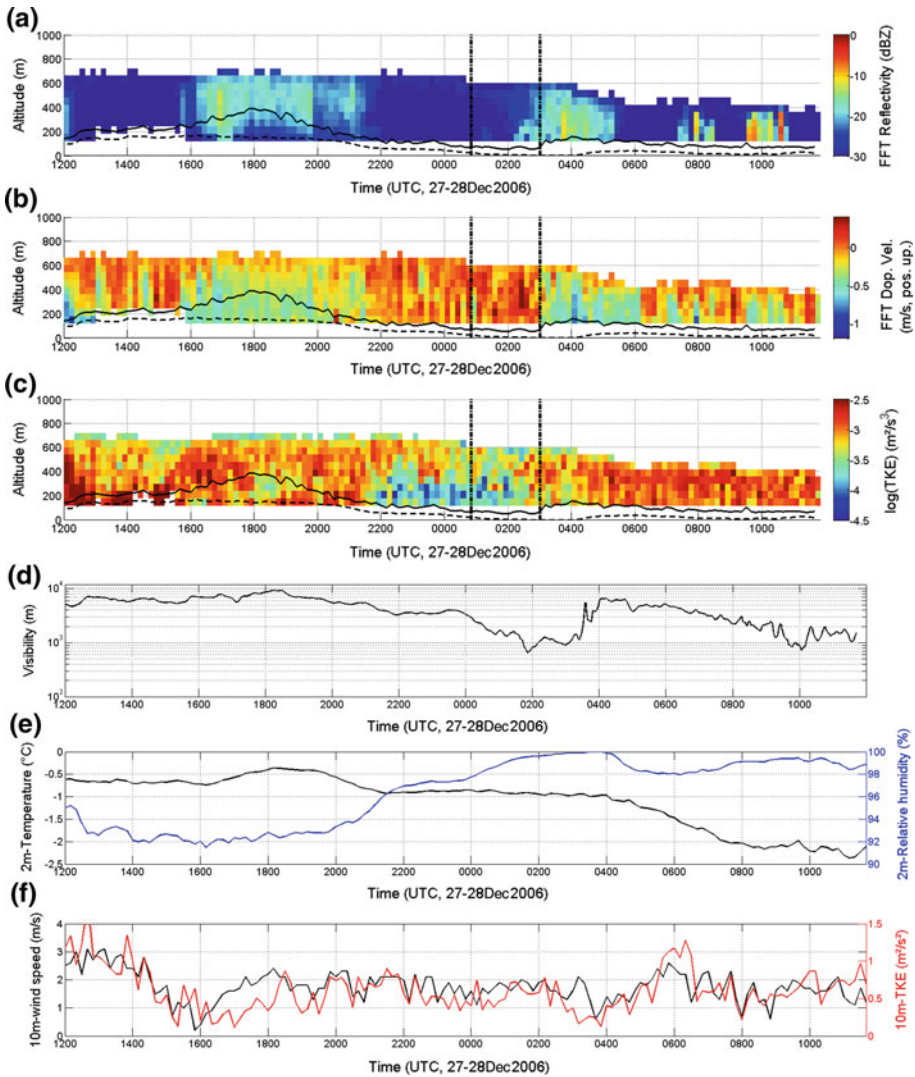 (a)
1000
800
600
400
200
0
Altitude (m)
1200 1400 1600 1800 2000 2200 0000 0200 0400 0600 0800 1000
Time (UTC, 27-28Dec2006)
0
-10
-20
-30
FFT Reflectivity (dBZ)
(b)
1000
800
600
400
200
0
Altitude (m)
1200 1400 1600 1800 2000 2200 0000 0200 0400 0600 0800 1000
Time (UTC, 27-28Dec2006)
0
-0.5
-1
FFT Dop. Vel.
(m/s, pos. up.)
(c)
1000
800
600
400
200
0
Altitude (m)
1200 1400 1600 1800 2000 2200 0000 0200 0400 0600 0800 1000
Time (UTC, 27-28Dec2006)
-2.5
-3
-3.5
-4
-4.5
log(TKE) (m²/s³)
(d)
10⁴
10³
10²
Visibility (m)
1200 1400 1600 1800 2000 2200 0000 0200 0400 0600 0800 1000
Time (UTC, 27-28Dec2006)
(e)
0
-0.5
-1
-1.5
-2
-2.5
2m-Temperature (°C)
1200 1400 1600 1800 2000 2200 0000 0200 0400 0600 0800 1000
Time (UTC, 27-28Dec2006)
100
98
96
94
92
90
2m-Relative humidity (%)
(f)
4
3
2
1
0
10m-wind speed (m/s)
1200 1400 1600 1800 2000 2200 0000 0200 0400 0600 0800 1000
Time (UTC, 27-28Dec2006)
1.5
1
0.5
0
10m-TKE (m²/s²)